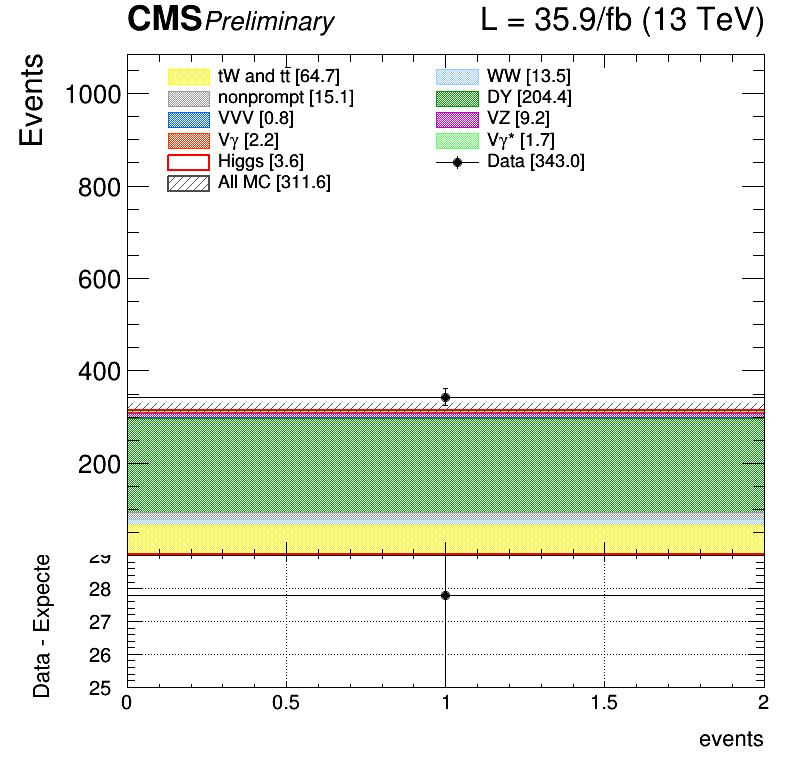 CMS Preliminary L = 35.9/fb (13 TeV)
Events
tW and tt̄ [64.7] WW [13.5]
nonprompt [15.1] DY [204.4]
VVV [0.8] VZ [9.2]
Vγ [2.2] Vγ* [1.7]
Higgs [3.6] Data [343.0]
All MC [311.6]
1000
800
600
400
200
Data - Expecte
29
28
27
26
25
0 0.5 1 1.5 2
events